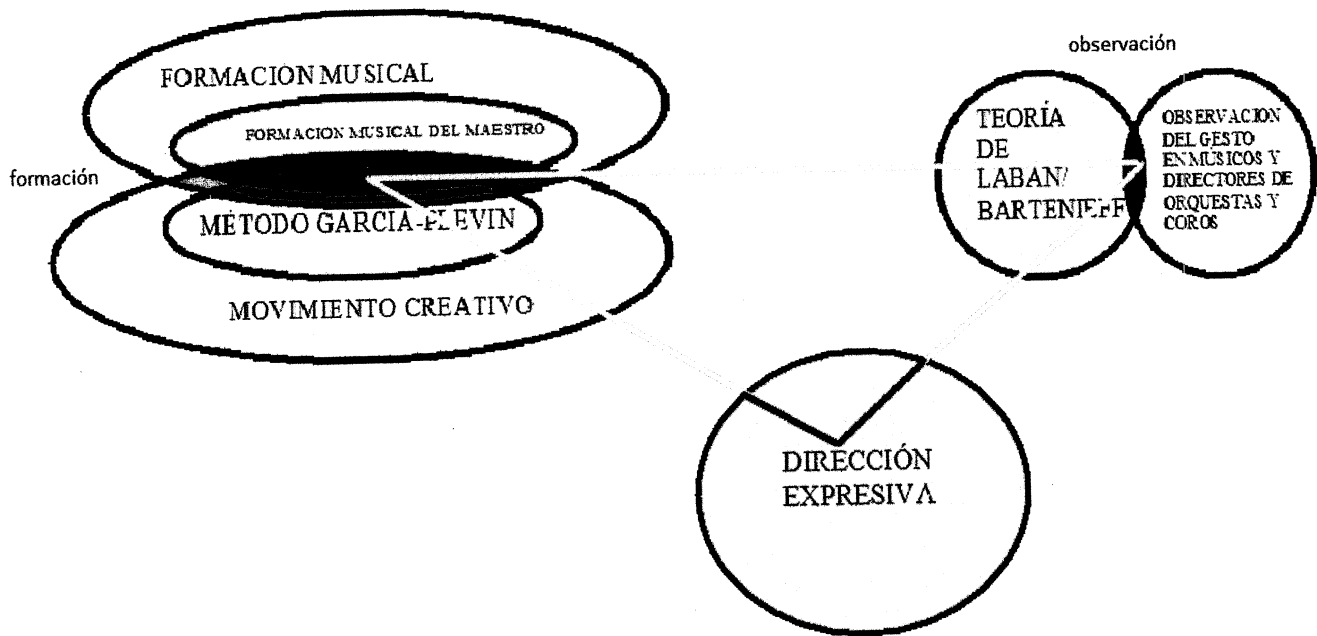 FORMACION MUSICAL
FORMACION MUSICAL DEL MAESTRO
formación
MÉTODO GARCIA-PLEVIN
MOVIMIENTO CREATIVO
observación
TEORÍA
DE
LABAN/
BARTENIEFF
OBSERVACION
DEL GESTO
EN MÚSICOS Y
DIRECTORES DE
ORQUESTAS Y
COROS
DIRECCIÓN
EXPRESIVA